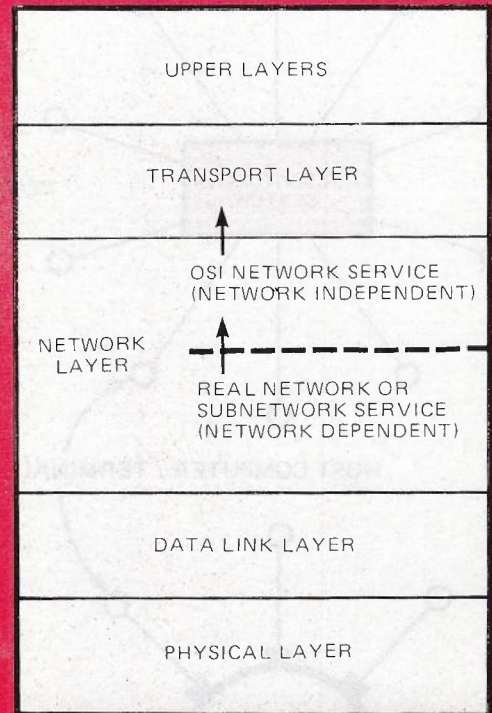 UPPER LAYERS
TRANSPORT LAYER
OSI NETWORK SERVICE
(NETWORK INDEPENDENT)
NETWORK
LAYER
REAL NETWORK OR
SUBNETWORK SERVICE
(NETWORK DEPENDENT)
DATA LINK LAYER
PHYSICAL LAYER